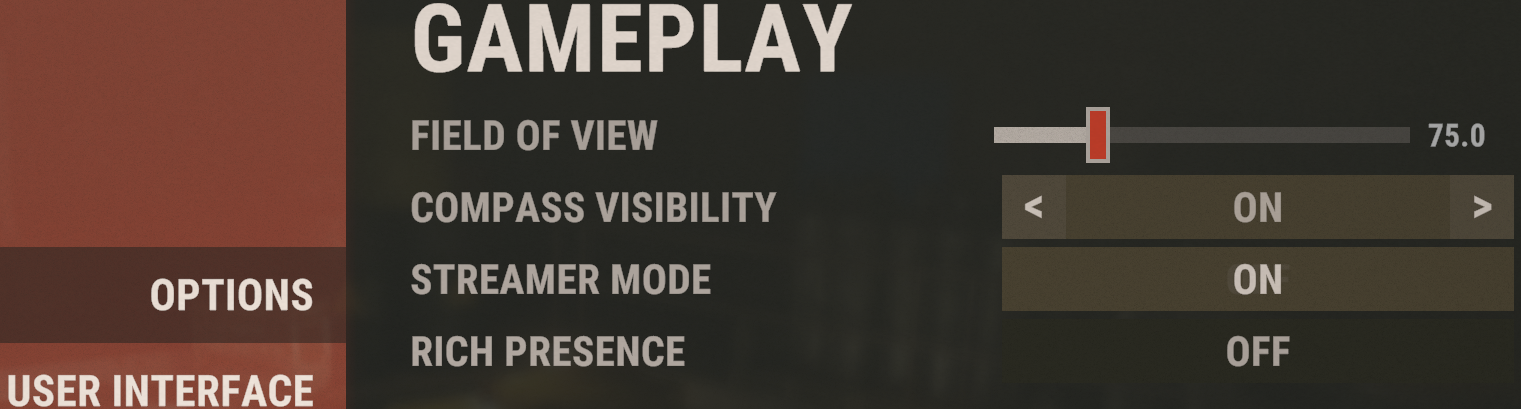 GAMEPLAY
FIELD OF VIEW 75.0
COMPASS VISIBILITY < ON >
STREAMER MODE ON
OPTIONS
RICH PRESENCE OFF
USER INTERFACE